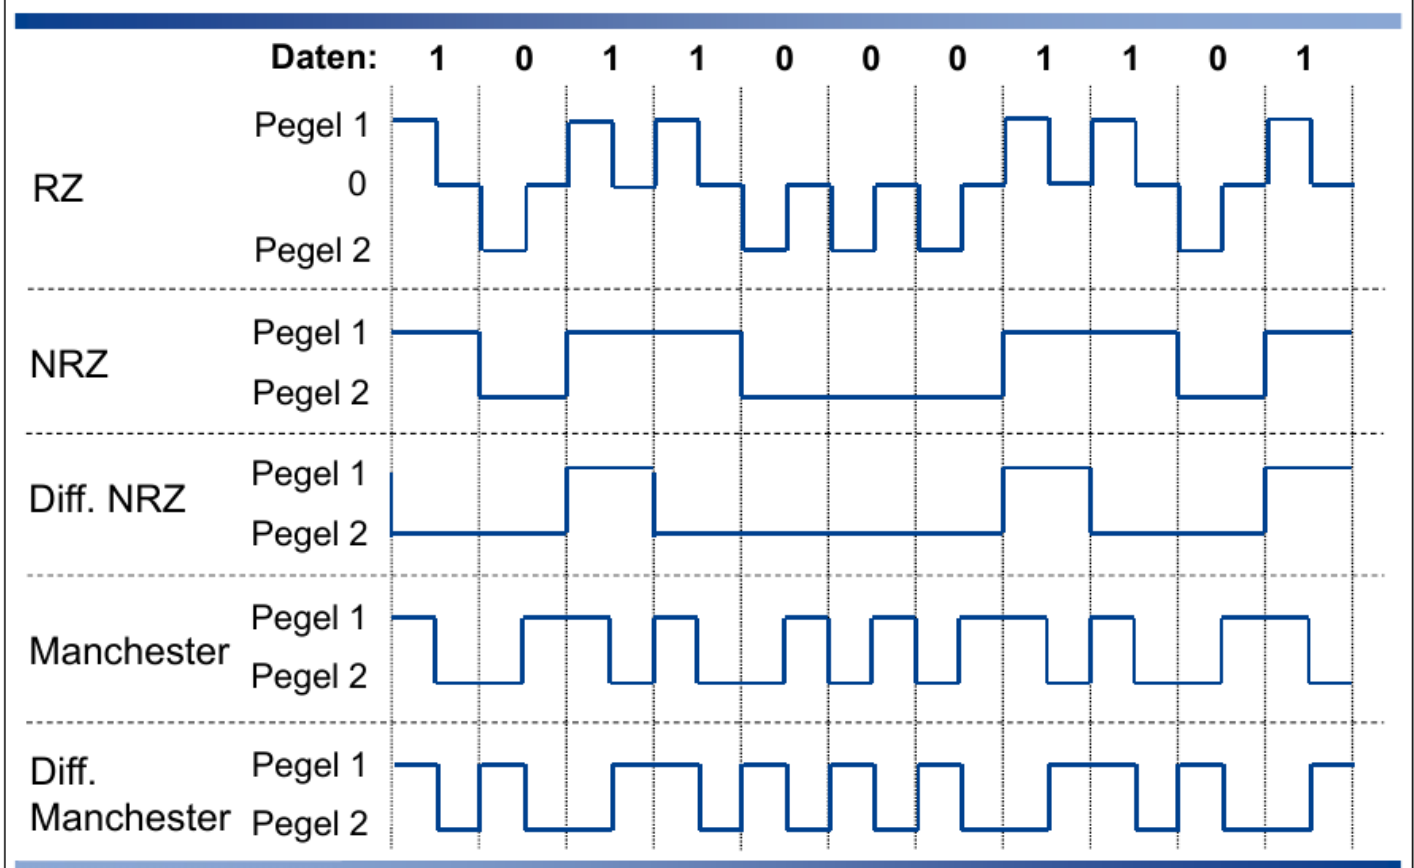 Daten: 1 0 1 1 0 0 0 1 1 0 1
Pegel 1
RZ 0
Pegel 2
Pegel 1
NRZ
Pegel 2
Pegel 1
Diff. NRZ
Pegel 2
Pegel 1
Manchester
Pegel 2
Diff. Pegel 1
Manchester Pegel 2